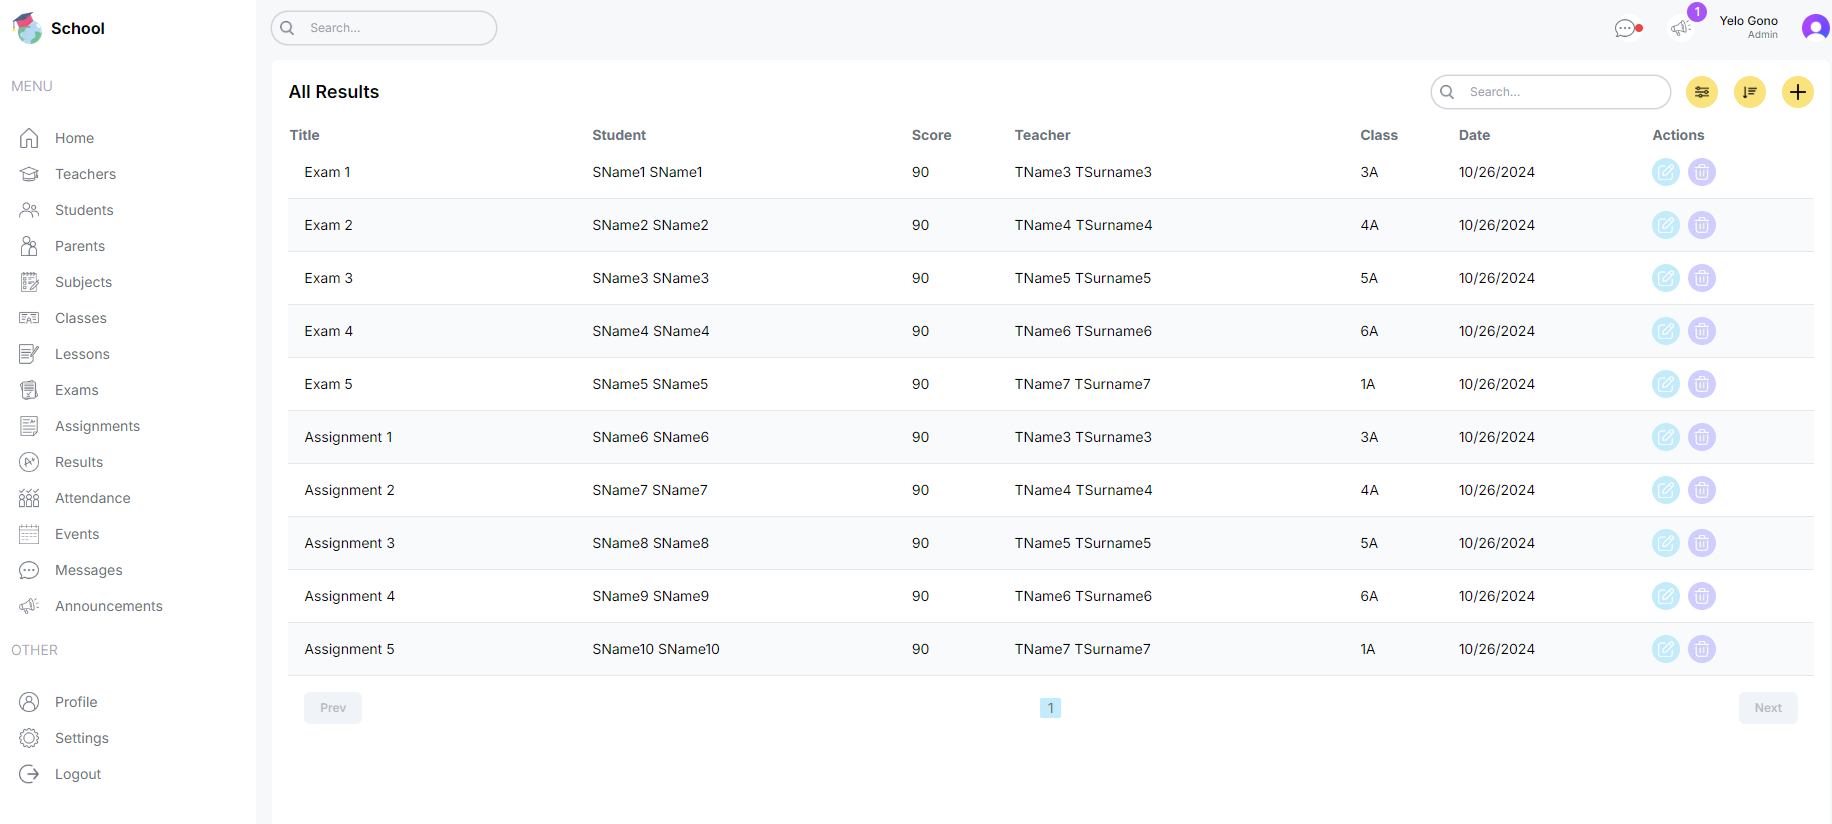 School
Search...
1
Yelo Gono
Admin
MENU
Home
Teachers
Students
Parents
Subjects
Classes
Lessons
Exams
Assignments
Results
Attendance
Events
Messages
Announcements
OTHER
Profile
Settings
Logout
All Results
Search...
Title Student Score Teacher Class Date Actions
Exam 1 SName1 SName1 90 TName3 TSurname3 3A 10/26/2024
Exam 2 SName2 SName2 90 TName4 TSurname4 4A 10/26/2024
Exam 3 SName3 SName3 90 TName5 TSurname5 5A 10/26/2024
Exam 4 SName4 SName4 90 TName6 TSurname6 6A 10/26/2024
Exam 5 SName5 SName5 90 TName7 TSurname7 1A 10/26/2024
Assignment 1 SName6 SName6 90 TName3 TSurname3 3A 10/26/2024
Assignment 2 SName7 SName7 90 TName4 TSurname4 4A 10/26/2024
Assignment 3 SName8 SName8 90 TName5 TSurname5 5A 10/26/2024
Assignment 4 SName9 SName9 90 TName6 TSurname6 6A 10/26/2024
Assignment 5 SName10 SName10 90 TName7 TSurname7 1A 10/26/2024
Prev 1 Next